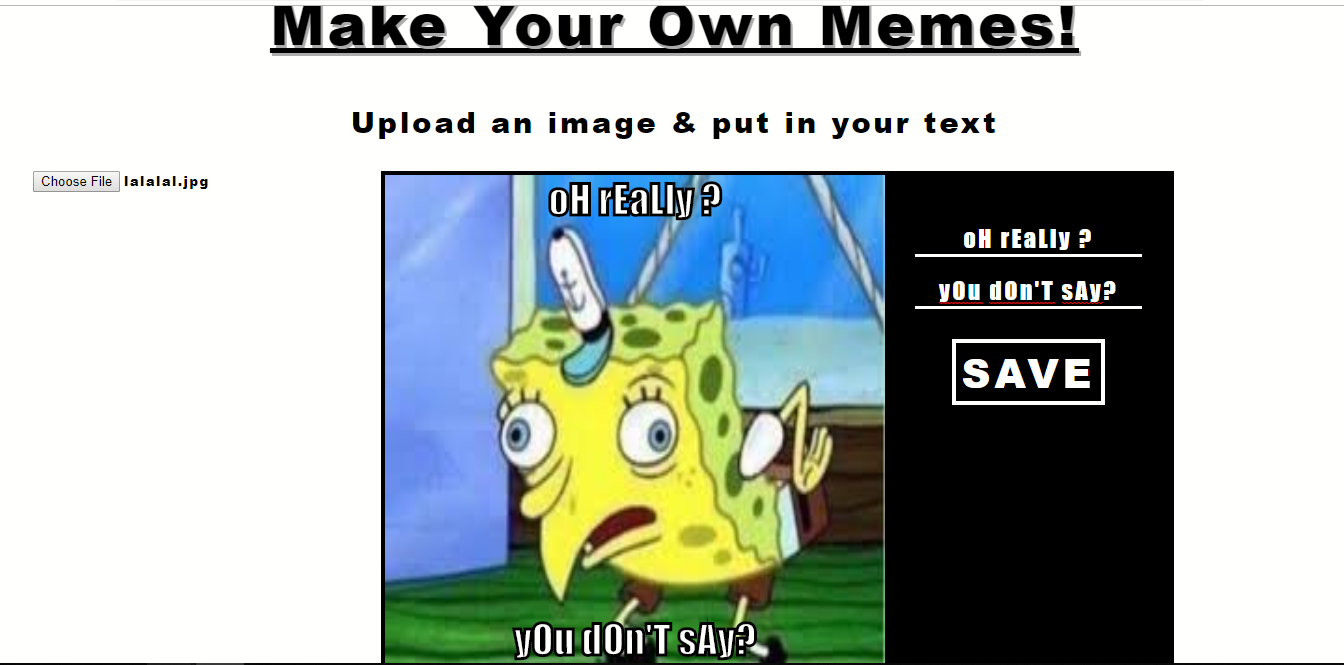 Make Your Own Memes!
Upload an image & put in your text
Choose File lalalal.jpg
oH rEaLly ?
yOu dOn'T sAy?
oH rEaLly ?
yOu dOn'T sAy?
SAVE